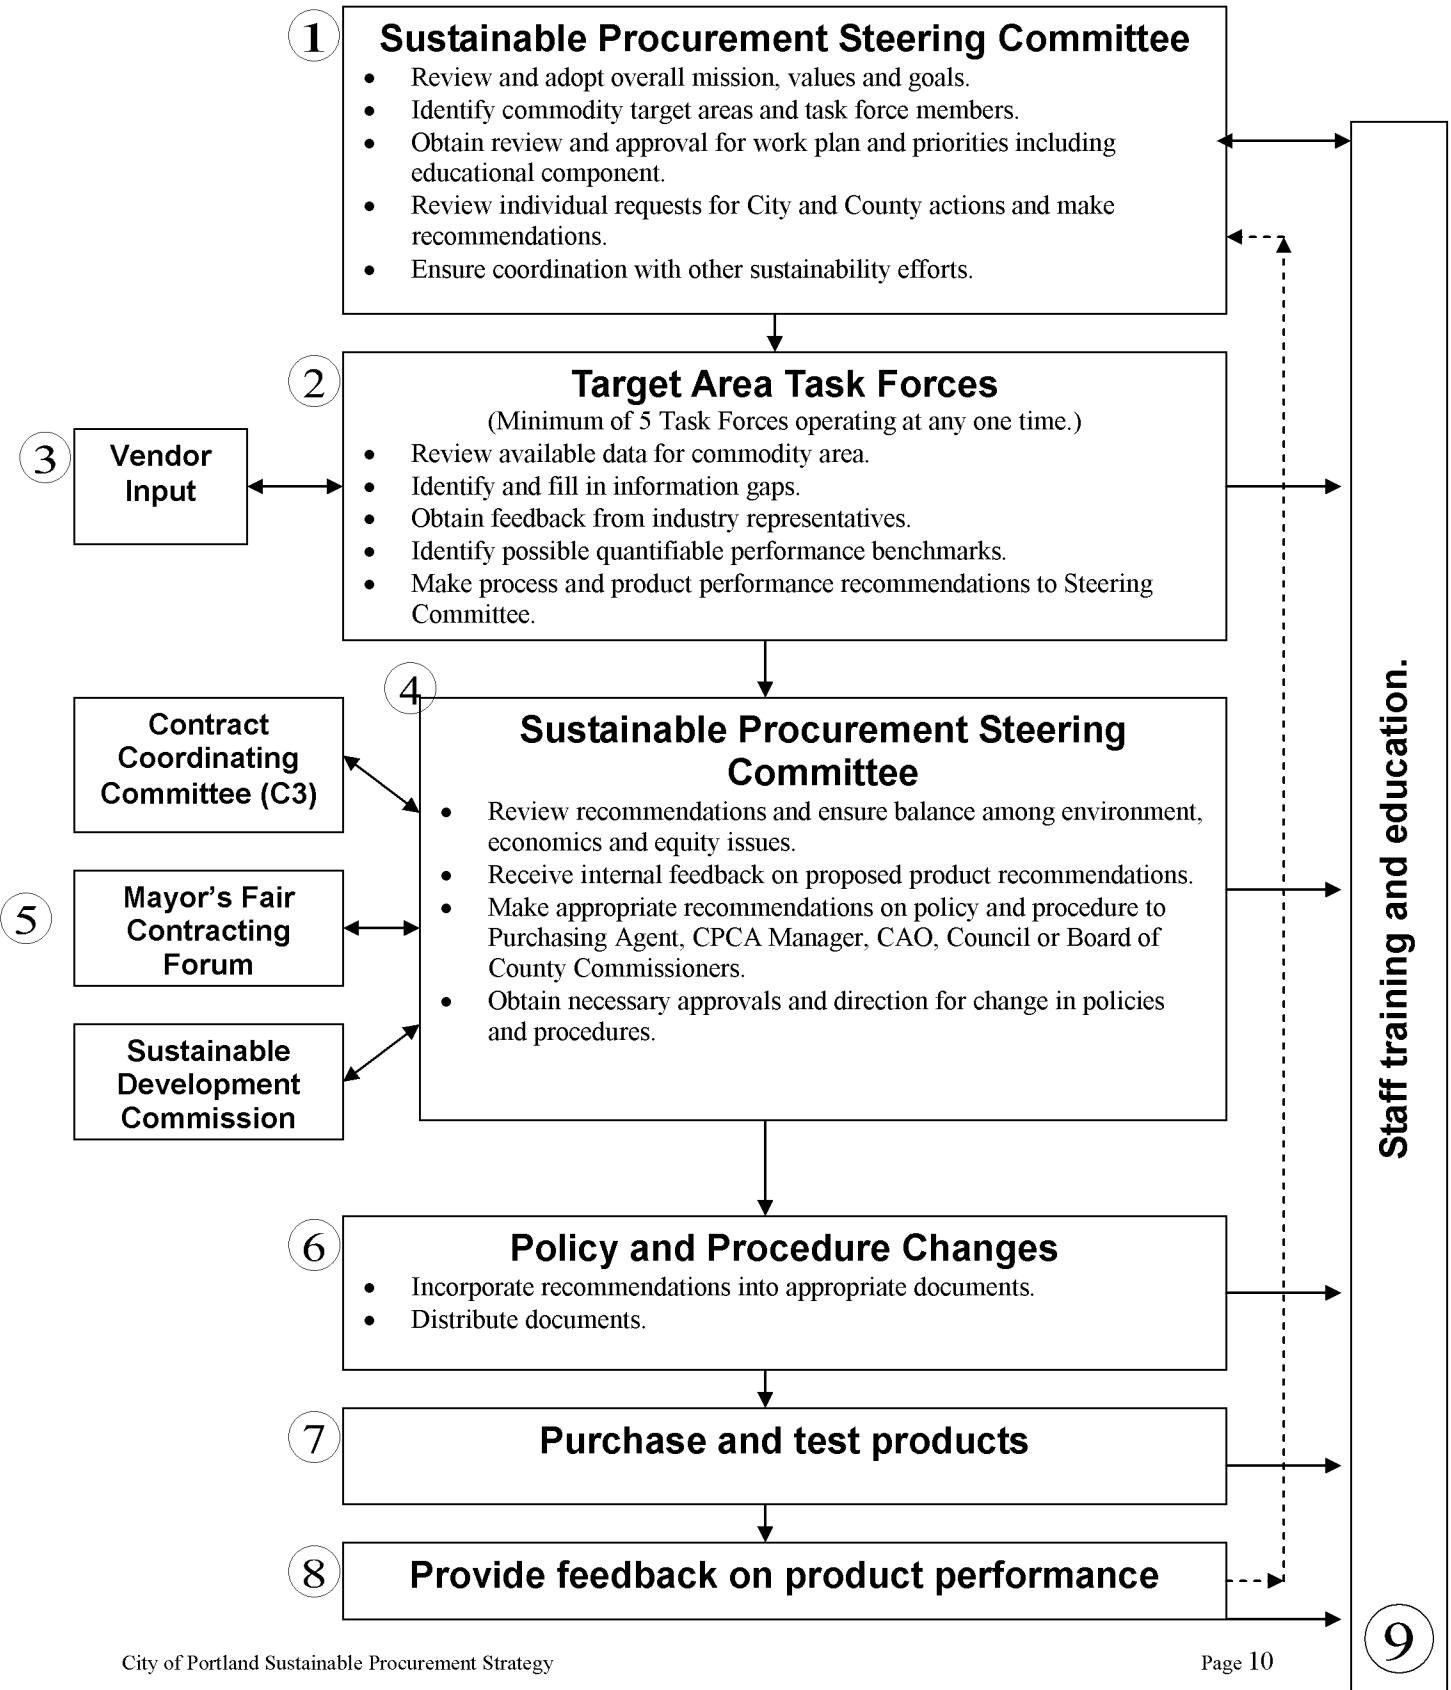 1
Sustainable Procurement Steering Committee
• Review and adopt overall mission, values and goals.
• Identify commodity target areas and task force members.
• Obtain review and approval for work plan and priorities including
educational component.
• Review individual requests for City and County actions and make
recommendations.
• Ensure coordination with other sustainability efforts.
2
Target Area Task Forces
(Minimum of 5 Task Forces operating at any one time.)
• Review available data for commodity area.
• Identify and fill in information gaps.
• Obtain feedback from industry representatives.
• Identify possible quantifiable performance benchmarks.
• Make process and product performance recommendations to Steering
Committee.
3
Vendor
Input
4
Sustainable Procurement Steering
Committee
• Review recommendations and ensure balance among environment,
economics and equity issues.
• Receive internal feedback on proposed product recommendations.
• Make appropriate recommendations on policy and procedure to
Purchasing Agent, CPCA Manager, CAO, Council or Board of
County Commissioners.
• Obtain necessary approvals and direction for change in policies
and procedures.
Contract
Coordinating
Committee (C3)
5
Mayor's Fair
Contracting
Forum
Sustainable
Development
Commission
6
Policy and Procedure Changes
• Incorporate recommendations into appropriate documents.
• Distribute documents.
7
Purchase and test products
8
Provide feedback on product performance
Staff training and education.
9
City of Portland Sustainable Procurement Strategy
Page 10